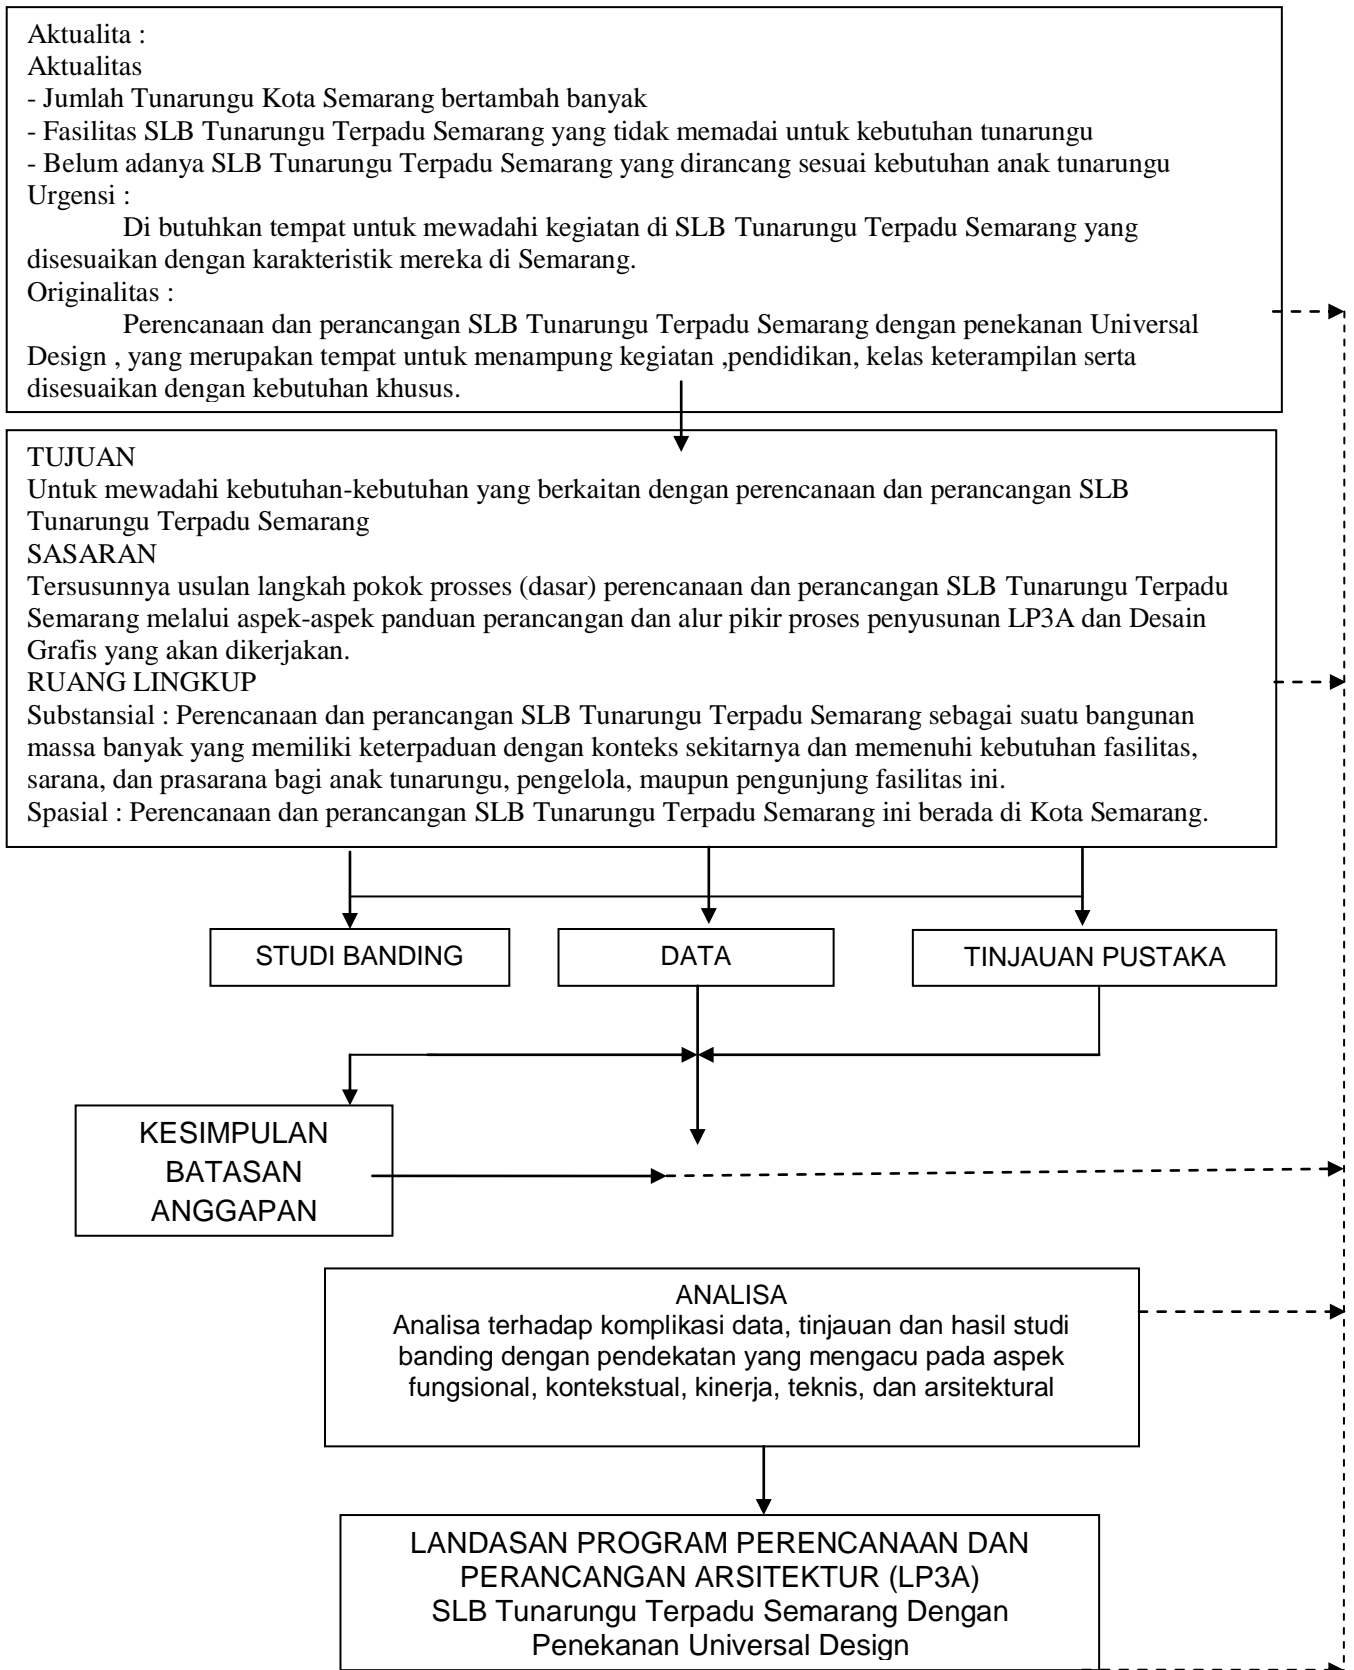 Aktualita :
Aktualitas
- Jumlah Tunarungu Kota Semarang bertambah banyak
- Fasilitas SLB Tunarungu Terpadu Semarang yang tidak memadai untuk kebutuhan tunarungu
- Belum adanya SLB Tunarungu Terpadu Semarang yang dirancang sesuai kebutuhan anak tunarungu
Urgensi :
Di butuhkan tempat untuk mewadahi kegiatan di SLB Tunarungu Terpadu Semarang yang
disesuaikan dengan karakteristik mereka di Semarang.
Originalitas :
Perencanaan dan perancangan SLB Tunarungu Terpadu Semarang dengan penekanan Universal
Design , yang merupakan tempat untuk menampung kegiatan ,pendidikan, kelas keterampilan serta
disesuaikan dengan kebutuhan khusus.
TUJUAN
Untuk mewadahi kebutuhan-kebutuhan yang berkaitan dengan perencanaan dan perancangan SLB
Tunarungu Terpadu Semarang
SASARAN
Tersusunnya usulan langkah pokok prosses (dasar) perencanaan dan perancangan SLB Tunarungu Terpadu
Semarang melalui aspek-aspek panduan perancangan dan alur pikir proses penyusunan LP3A dan Desain
Grafis yang akan dikerjakan.
RUANG LINGKUP
Substansial : Perencanaan dan perancangan SLB Tunarungu Terpadu Semarang sebagai suatu bangunan
massa banyak yang memiliki keterpaduan dengan konteks sekitarnya dan memenuhi kebutuhan fasilitas,
sarana, dan prasarana bagi anak tunarungu, pengelola, maupun pengunjung fasilitas ini.
Spasial : Perencanaan dan perancangan SLB Tunarungu Terpadu Semarang ini berada di Kota Semarang.
STUDI BANDING
DATA
TINJAUAN PUSTAKA
KESIMPULAN
BATASAN
ANGGAPAN
ANALISA
Analisa terhadap komplikasi data, tinjauan dan hasil studi
banding dengan pendekatan yang mengacu pada aspek
fungsional, kontekstual, kinerja, teknis, dan arsitektural
LANDASAN PROGRAM PERENCANAAN DAN
PERANCANGAN ARSITEKTUR (LP3A)
SLB Tunarungu Terpadu Semarang Dengan
Penekanan Universal Design